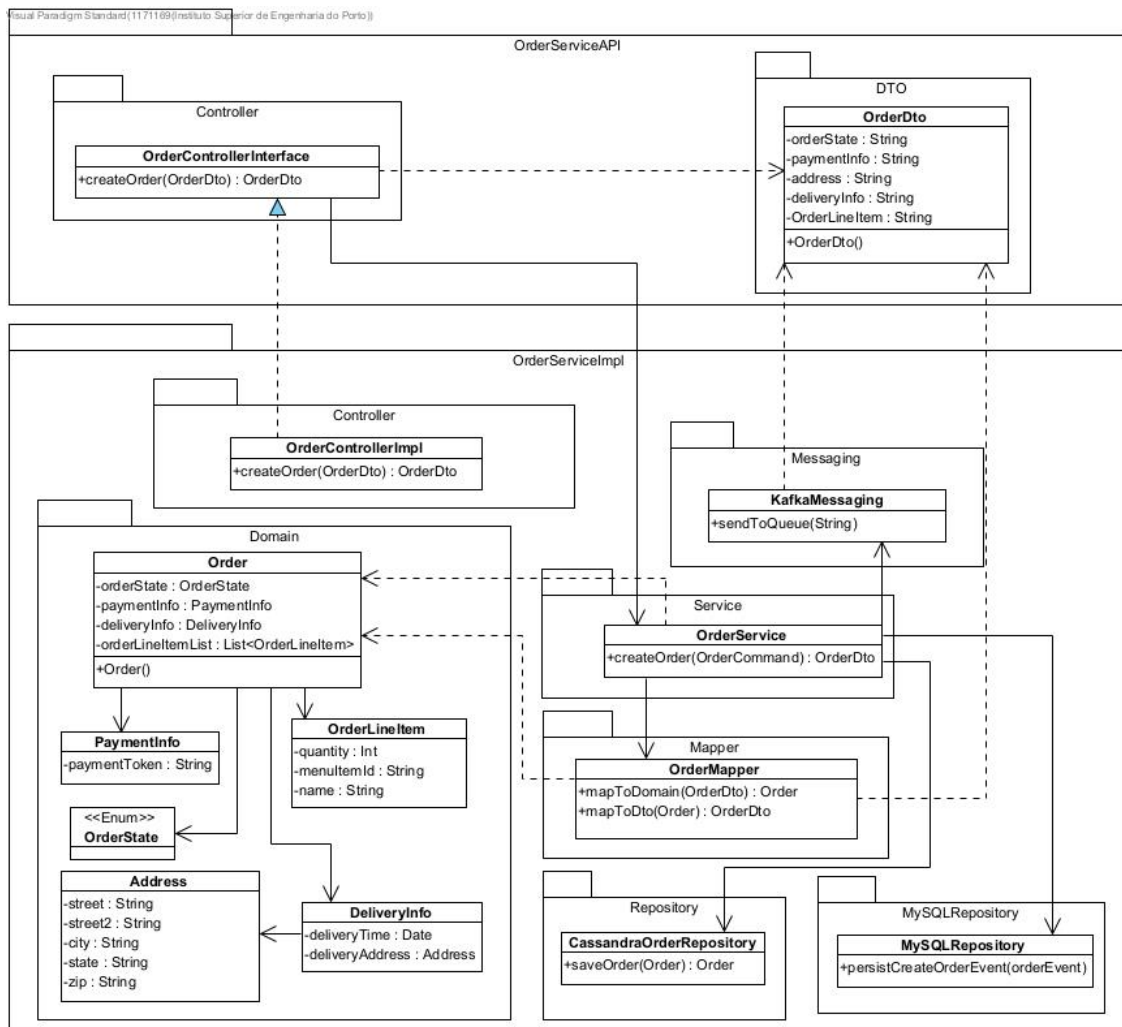 Visual Paradigm Standard(1171169(Instituto Superior de Engenharia do Porto))
OrderServiceAPI
Controller
OrderControllerInterface
+createOrder(OrderDto) : OrderDto
DTO
OrderDto
-orderState : String
-paymentInfo : String
-address : String
-deliveryInfo : String
-OrderLineItem : String
+OrderDto()
OrderServiceImpl
Controller
OrderControllerImpl
+createOrder(OrderDto) : OrderDto
Messaging
KafkaMessaging
+sendToQueue(String)
Domain
Order
-orderState : OrderState
-paymentInfo : PaymentInfo
-deliveryInfo : DeliveryInfo
-orderLineItemList : List<OrderLineItem>
+Order()
Service
OrderService
+createOrder(OrderCommand) : OrderDto
PaymentInfo
-paymentToken : String
OrderLineItem
-quantity : Int
-menuItemId : String
-name : String
Mapper
OrderMapper
+mapToDomain(OrderDto) : Order
+mapToDto(Order) : OrderDto
<<Enum>>
OrderState
Address
-street : String
-street2 : String
-city : String
-state : String
-zip : String
DeliveryInfo
-deliveryTime : Date
-deliveryAddress : Address
Repository
CassandraOrderRepository
+saveOrder(Order) : Order
MySQLRepository
MySQLRepository
+persistCreateOrderEvent(orderEvent)